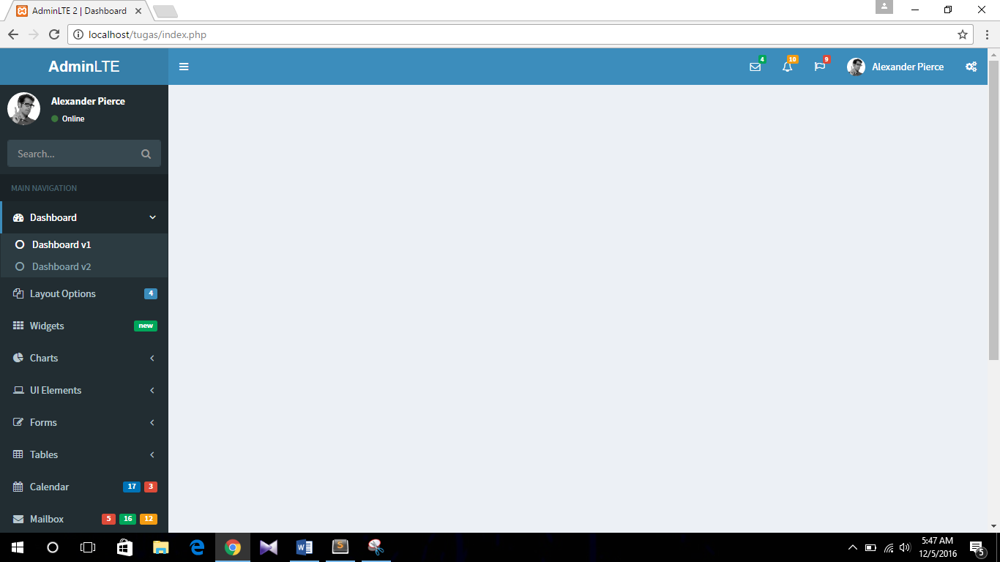 AdminLTE 2 | Dashboard
localhost/tugas/index.php
AdminLTE
4
10
9
Alexander Pierce
Alexander Pierce
Online
Search...
MAIN NAVIGATION
Dashboard
Dashboard v1
Dashboard v2
Layout Options 4
Widgets new
Charts
UI Elements
Forms
Tables
Calendar 17 3
Mailbox 5 16 12
5:47 AM
12/5/2016
5